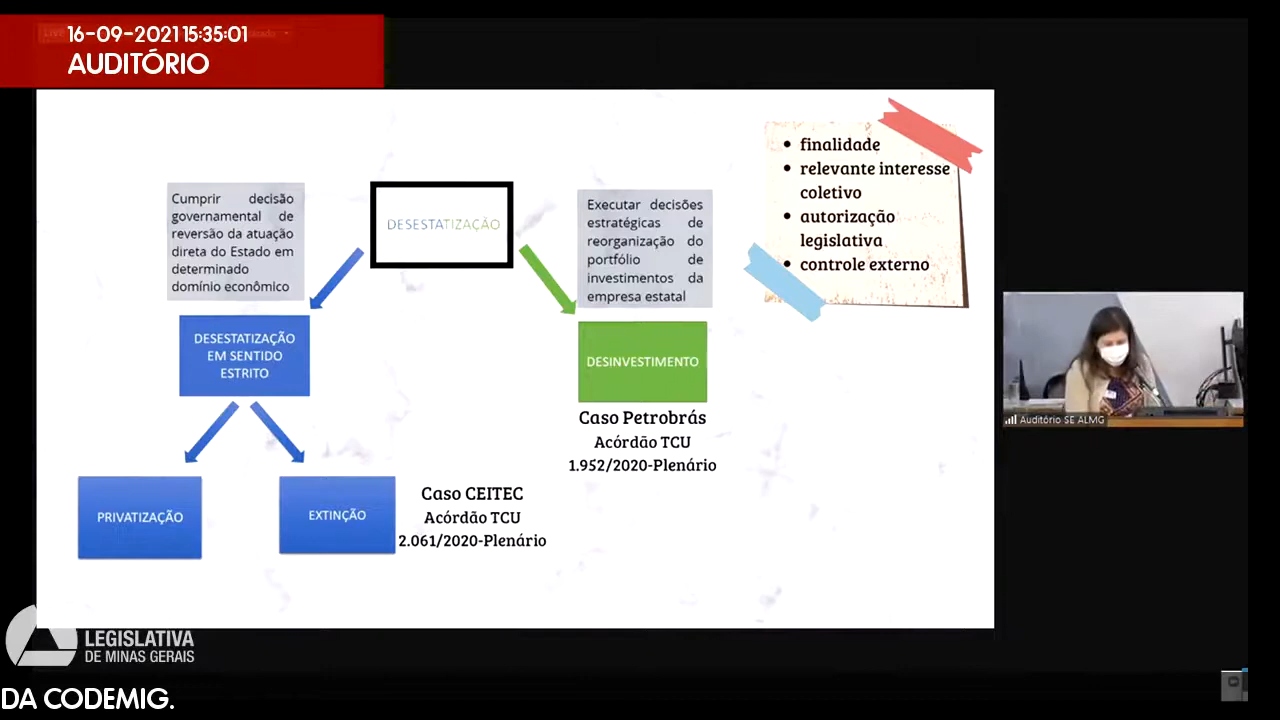 16-09-2021 15:35:01
AUDITÓRIO
Cumprir decisão
governamental de
reversão da atuação
direta do Estado em
determinado
domínio econômico
DESESTATIZAÇÃO
Executar decisões
estratégicas de
reorganização do
portfólio de
investimentos da
empresa estatal
• finalidade
• relevante interesse
coletivo
• autorização
legislativa
• controle externo
DESESTATIZAÇÃO
EM SENTIDO
ESTRITO
DESINVESTIMENTO
Caso Petrobrás
Acórdão TCU
1.952/2020-Plenário
PRIVATIZAÇÃO
EXTINÇÃO
Caso CEITEC
Acórdão TCU
2.061/2020-Plenário
Auditório SE ALMG
LEGISLATIVA
DE MINAS GERAIS
DA CODEMIG.